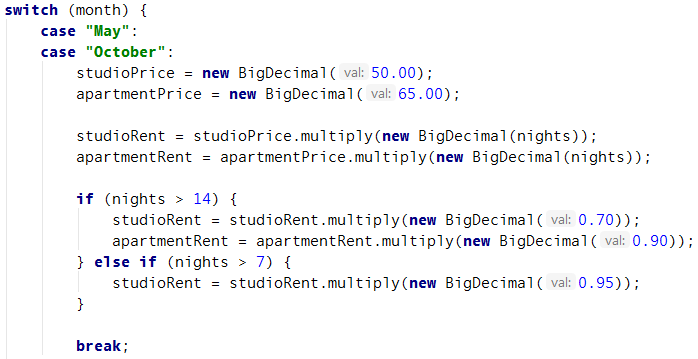 switch (month) {
    case "May":
    case "October":
        studioPrice = new BigDecimal( val: 50.00);
        apartmentPrice = new BigDecimal( val: 65.00);

        studioRent = studioPrice.multiply(new BigDecimal(nights));
        apartmentRent = apartmentPrice.multiply(new BigDecimal(nights));

        if (nights > 14) {
            studioRent = studioRent.multiply(new BigDecimal( val: 0.70));
            apartmentRent = apartmentRent.multiply(new BigDecimal( val: 0.90));
        } else if (nights > 7) {
            studioRent = studioRent.multiply(new BigDecimal( val: 0.95));
        }

        break;